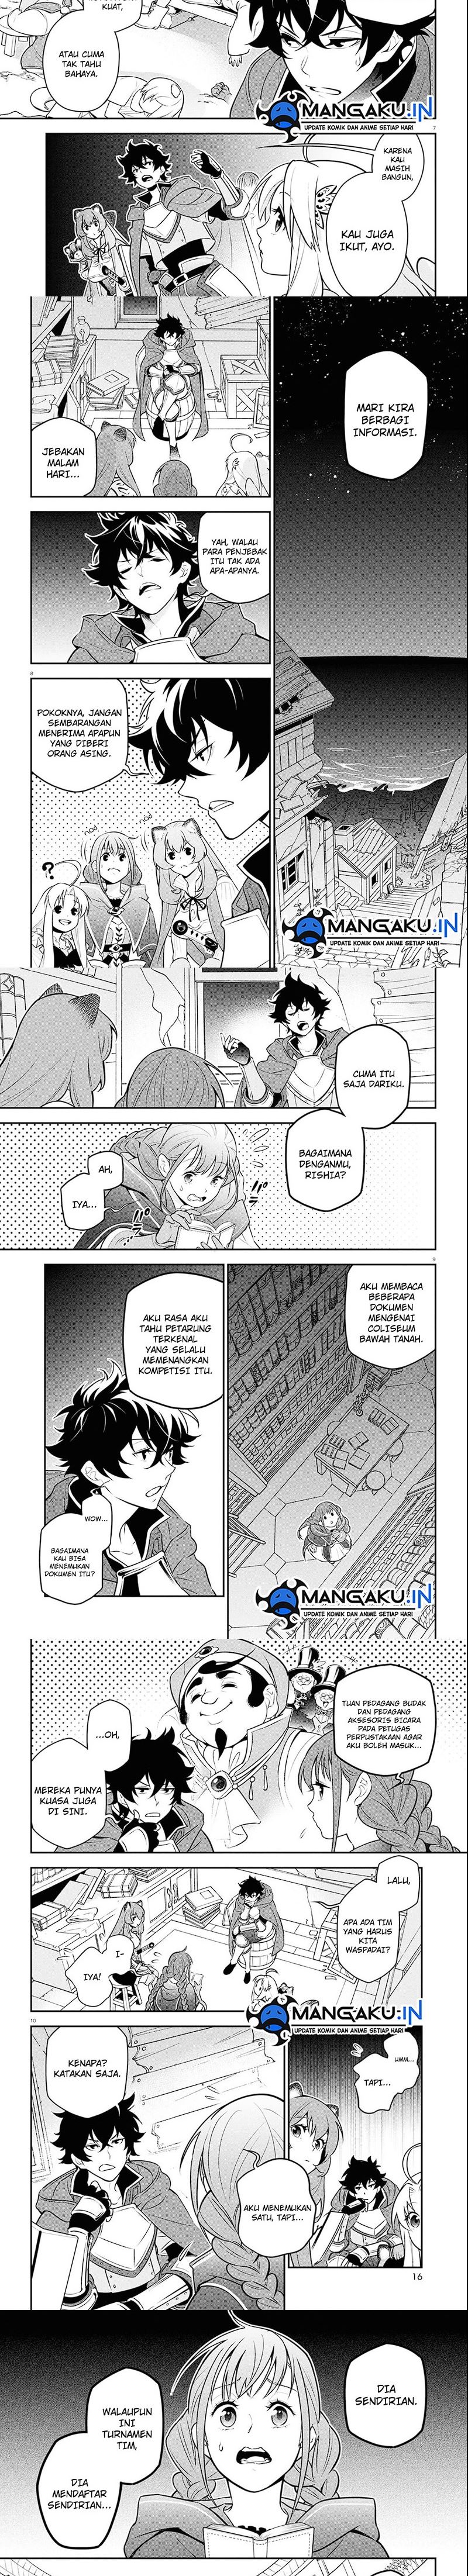 KUAT,
ATAU CUMA
TAK TAHU
BAHAYA.
MANGAKU.IN
UPDATE KOMIK DAN ANIME SETIAP HARI
7
KARENA
KAU
MASIH
BANGUN,
KAU JUGA
IKUT, AYO.
MARI KIRA
BERBAGI
INFORMASI.
JEBAKAN
MALAM
HARI...
YAH, WALAU
PARA PENJEBAK
ITU TAK ADA
APA-APANYA.
8
POKOKNYA, JANGAN
SEMBARANGAN
MENERIMA APAPUN
YANG DIBERI
ORANG ASING.
nod
nod
?
MANGAKU.IN
UPDATE KOMIK DAN ANIME SETIAP HARI
CUMA ITU
SAJA DARIKU.
BAGAIMANA
DENGANMU,
RISHIA?
AH,
IYA...
9
AKU MEMBACA
BEBERAPA
DOKUMEN
MENGENAI
COLISEUM
BAWAH TANAH.
AKU RASA AKU
TAHU PETARUNG
TERKENAL
YANG SELALU
MEMENANGKAN
KOMPETISI ITU.
WOW...
BAGAIMANA
KAU BISA
MENEMUKAN
DOKUMEN ITU?
MANGAKU.IN
UPDATE KOMIK DAN ANIME SETIAP HARI
TUAN PEDAGANG BUDAK
DAN PEDAGANG
AKSESORIS BICARA
PADA PETUGAS
PERPUSTAKAAN AGAR
AKU BOLEH MASUK...
...OH,
MEREKA PUNYA
KUASA JUGA
DI SINI.
LALU,
APA ADA TIM
YANG HARUS
KITA
WASPADAI?
I-
IYA!
MANGAKU.IN
UPDATE KOMIK DAN ANIME SETIAP HARI
10
UMM...
TAPI...
KENAPA?
KATAKAN SAJA.
AKU MENEMUKAN
SATU, TAPI...
16
DIA
SENDIRIAN.
WALAUPUN
INI
TURNAMEN
TIM,
DIA
MENDAFTAR
SENDIRIAN...